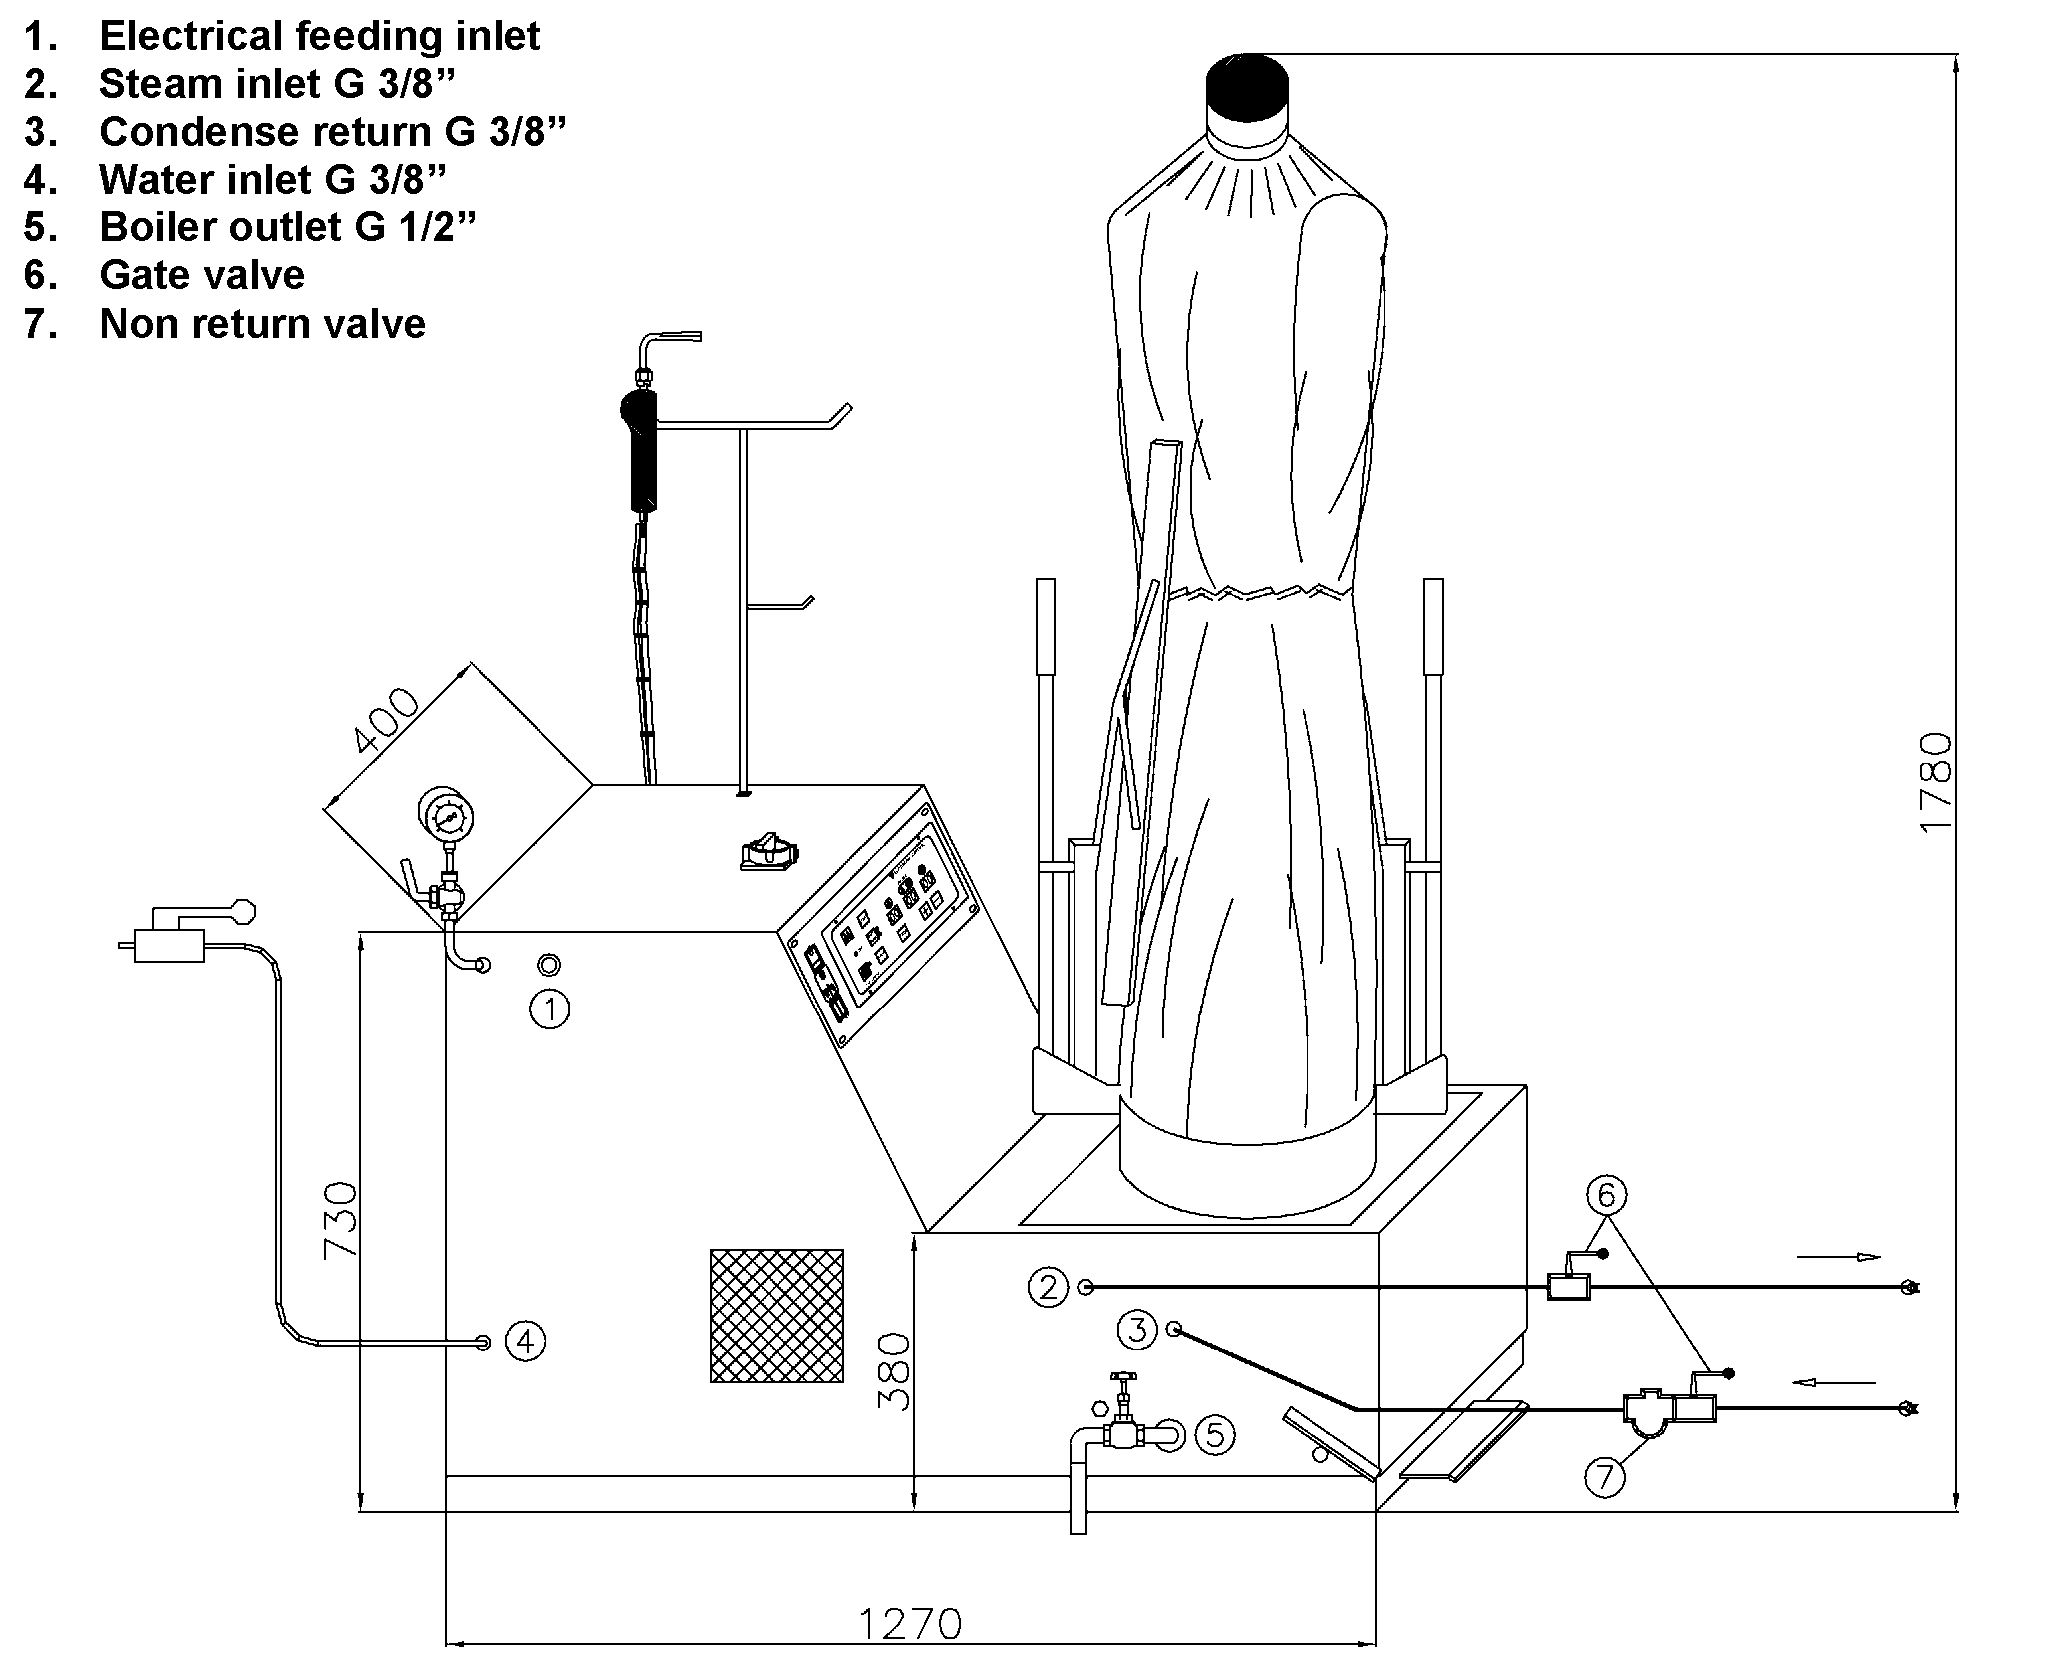 1. Electrical feeding inlet
2. Steam inlet G 3/8”
3. Condense return G 3/8”
4. Water inlet G 3/8”
5. Boiler outlet G 1/2”
6. Gate valve
7. Non return valve
400
1780
1
730
6
2
3
4
380
5
7
1270